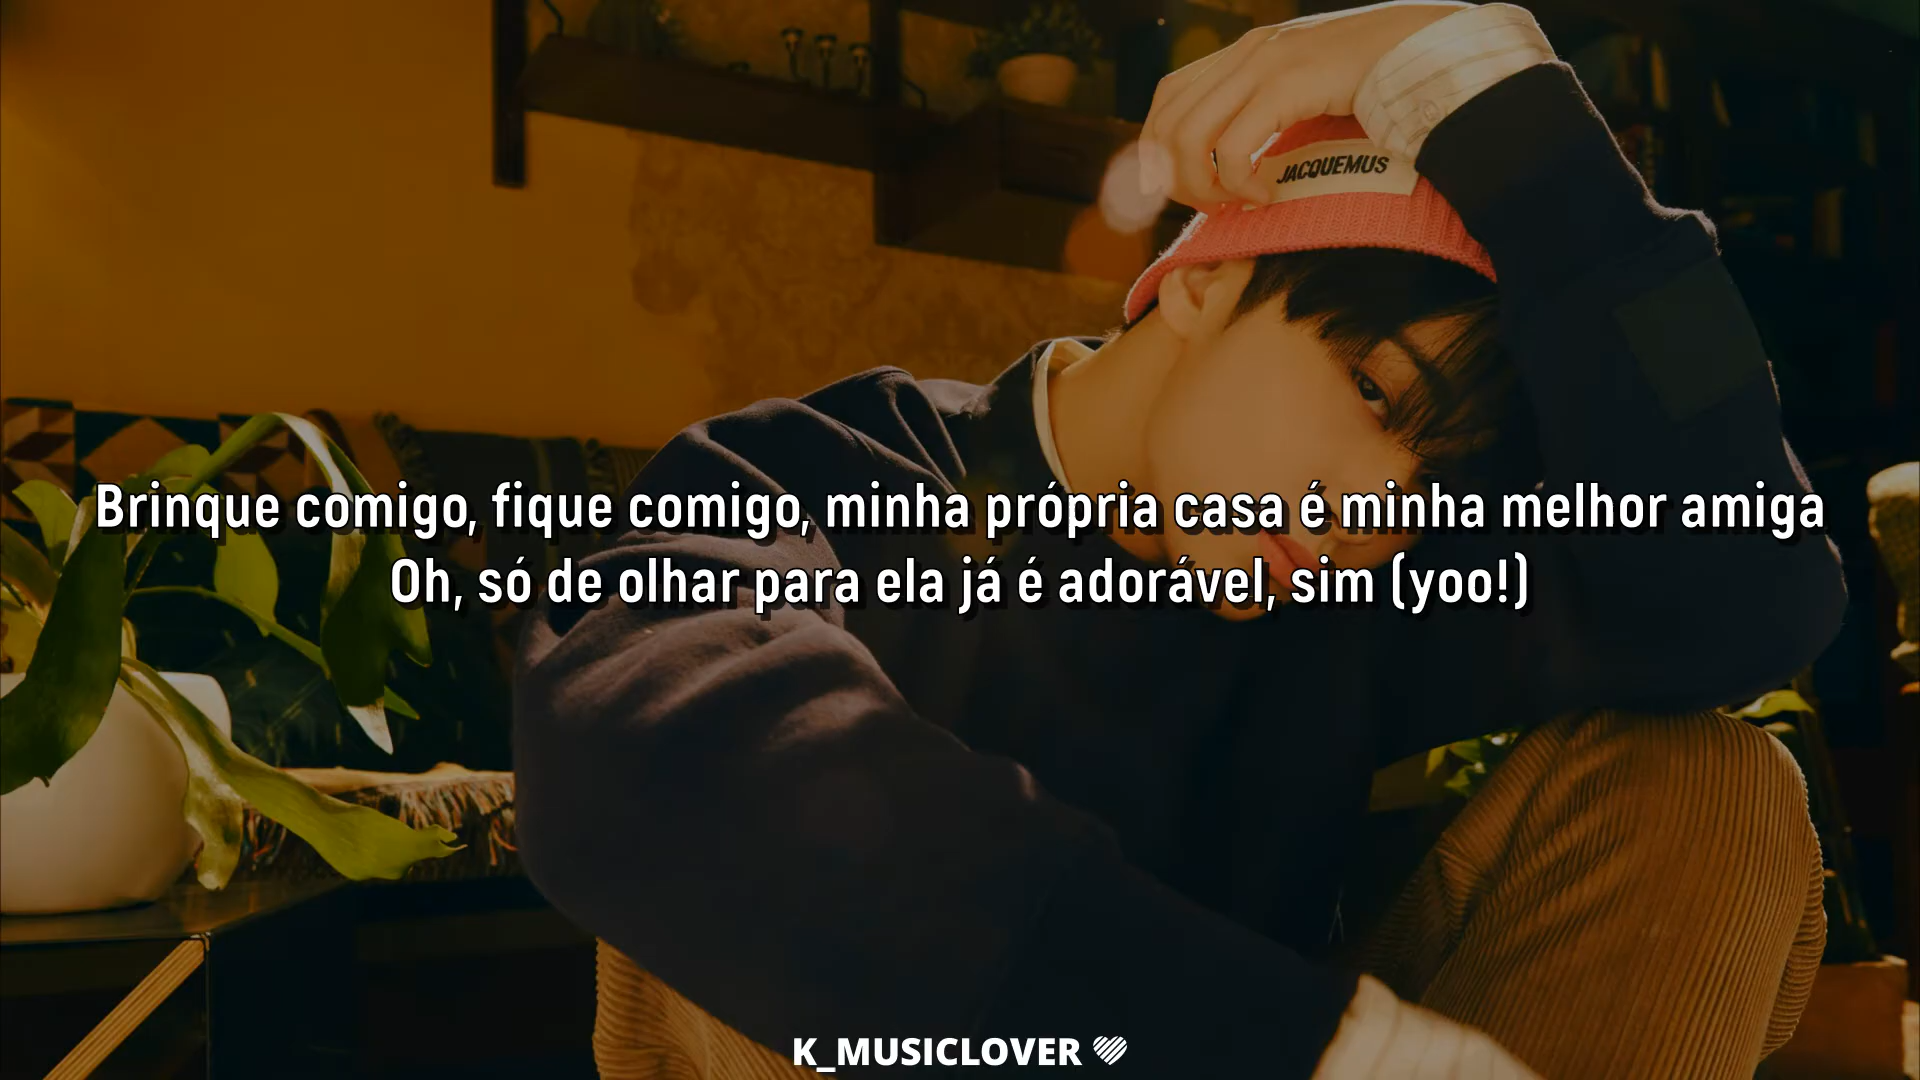 JACQUEMUS
Brinque comigo, fique comigo, minha própria casa é minha melhor amiga
Oh, só de olhar para ela já é adorável, sim (yoo!)
K_MUSICLOVER